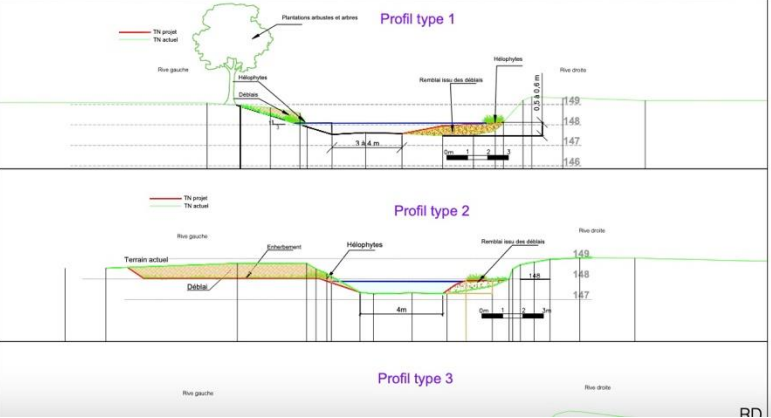 Profil type 1
TN projet
TN actuel
Plantations arbustes et arbres
Rive gauche
Hélophytes
Déblais
Hélophytes
Remblai issu des déblais
Rive droite
0,5 à 0,6 m
149
148
147
146
3
3 à 4 m
0m 1 2 3
TN projet
TN actuel
Profil type 2
Rive gauche
Rive droite
Terrain actuel
Enherbement
Hélophytes
Remblai issu des déblais
Déblai
149
148
148
147
4m
0m 1 2 3m
Profil type 3
Rive gauche
Rive droite
RD